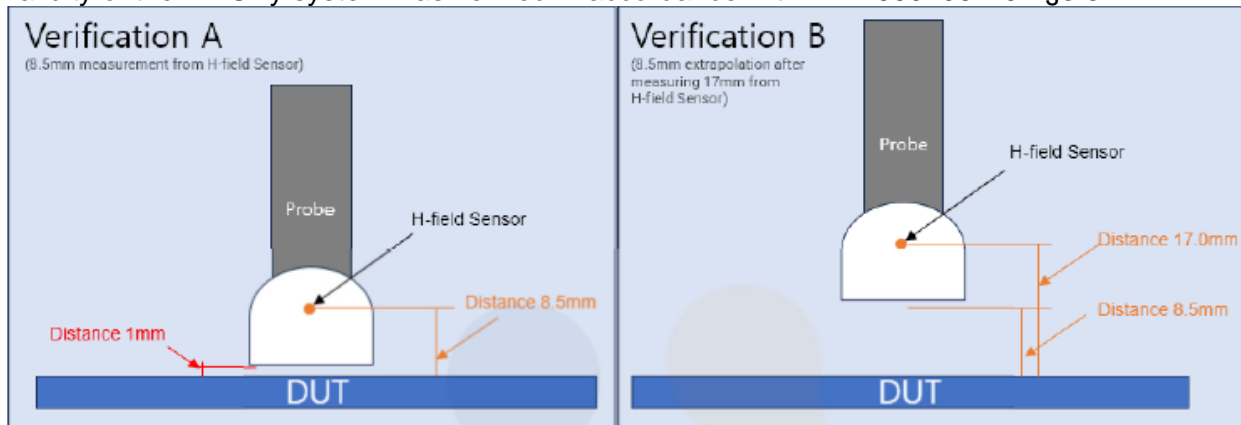 Verification A
(8.5mm measurement from H-field Sensor)
Probe
H-field Sensor
Distance 8.5mm
Distance 1mm
DUT
Verification B
(8.5mm extrapolation after
measuring 17mm from
H-field Sensor)
Probe
H-field Sensor
Distance 17.0mm
Distance 8.5mm
DUT